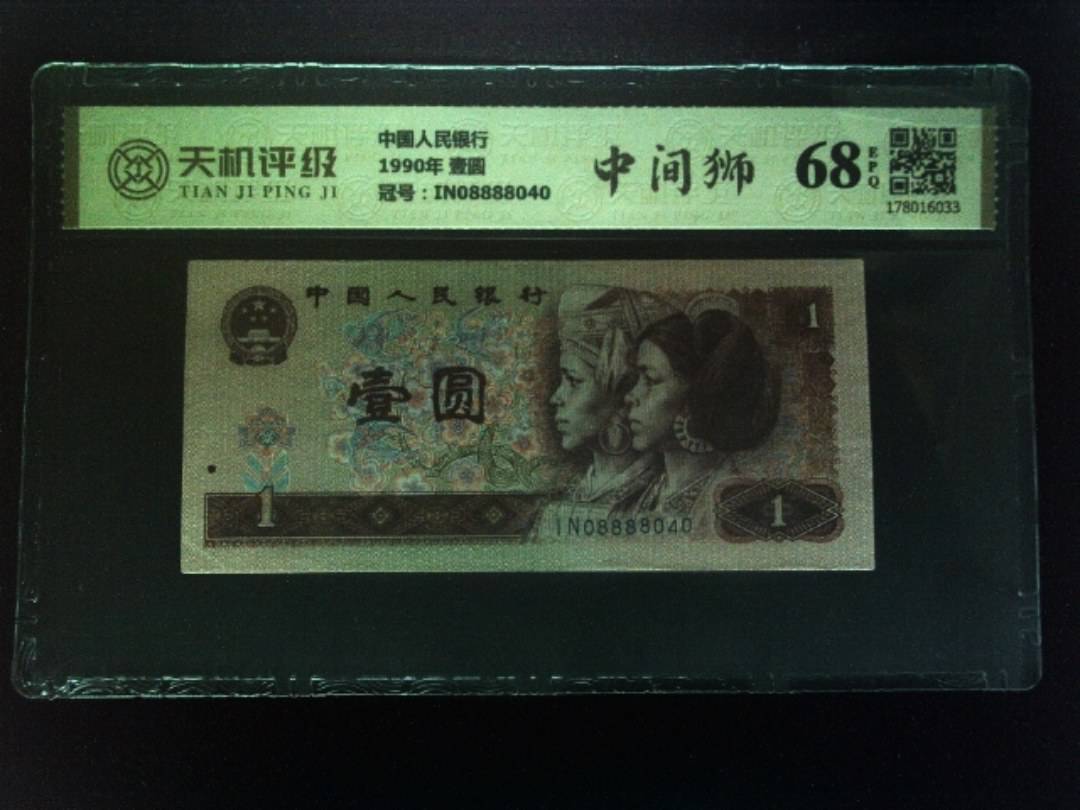 天机评级
TIAN JI PING JI
中国人民银行
1990年 壹圆
冠号：IN08888040
中间狮
68
EPQ
178016033
中国人民银行
1
壹圆
1
IN08888040
1